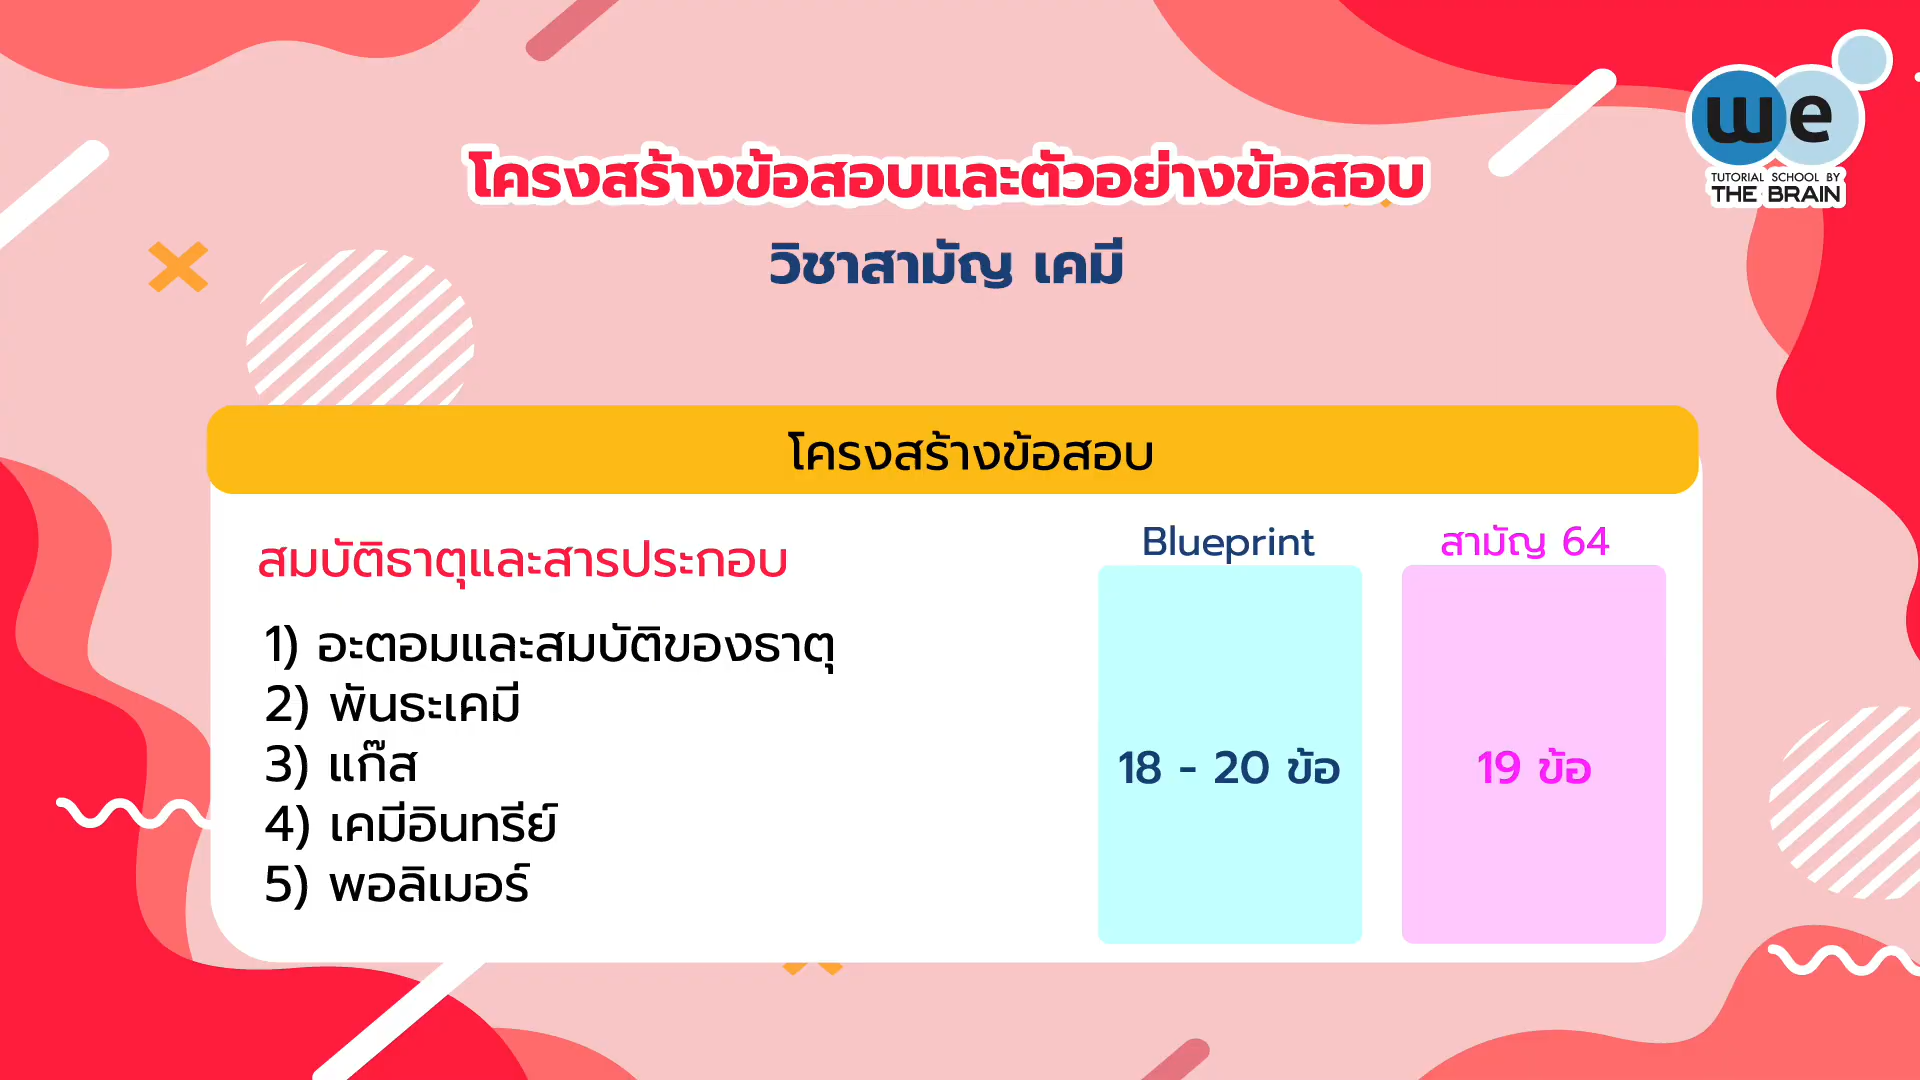 we
TUTORIAL SCHOOL BY
THE BRAIN
โครงสร้างข้อสอบและตัวอย่างข้อสอบ
วิชาสามัญ เคมี
โครงสร้างข้อสอบ
Blueprint
สามัญ 64
สมบัติธาตุและสารประกอบ
1) อะตอมและสมบัติของธาตุ
2) พันธะเคมี
3) แก๊ส
4) เคมีอินทรีย์
5) พอลิเมอร์
18 - 20 ข้อ
19 ข้อ